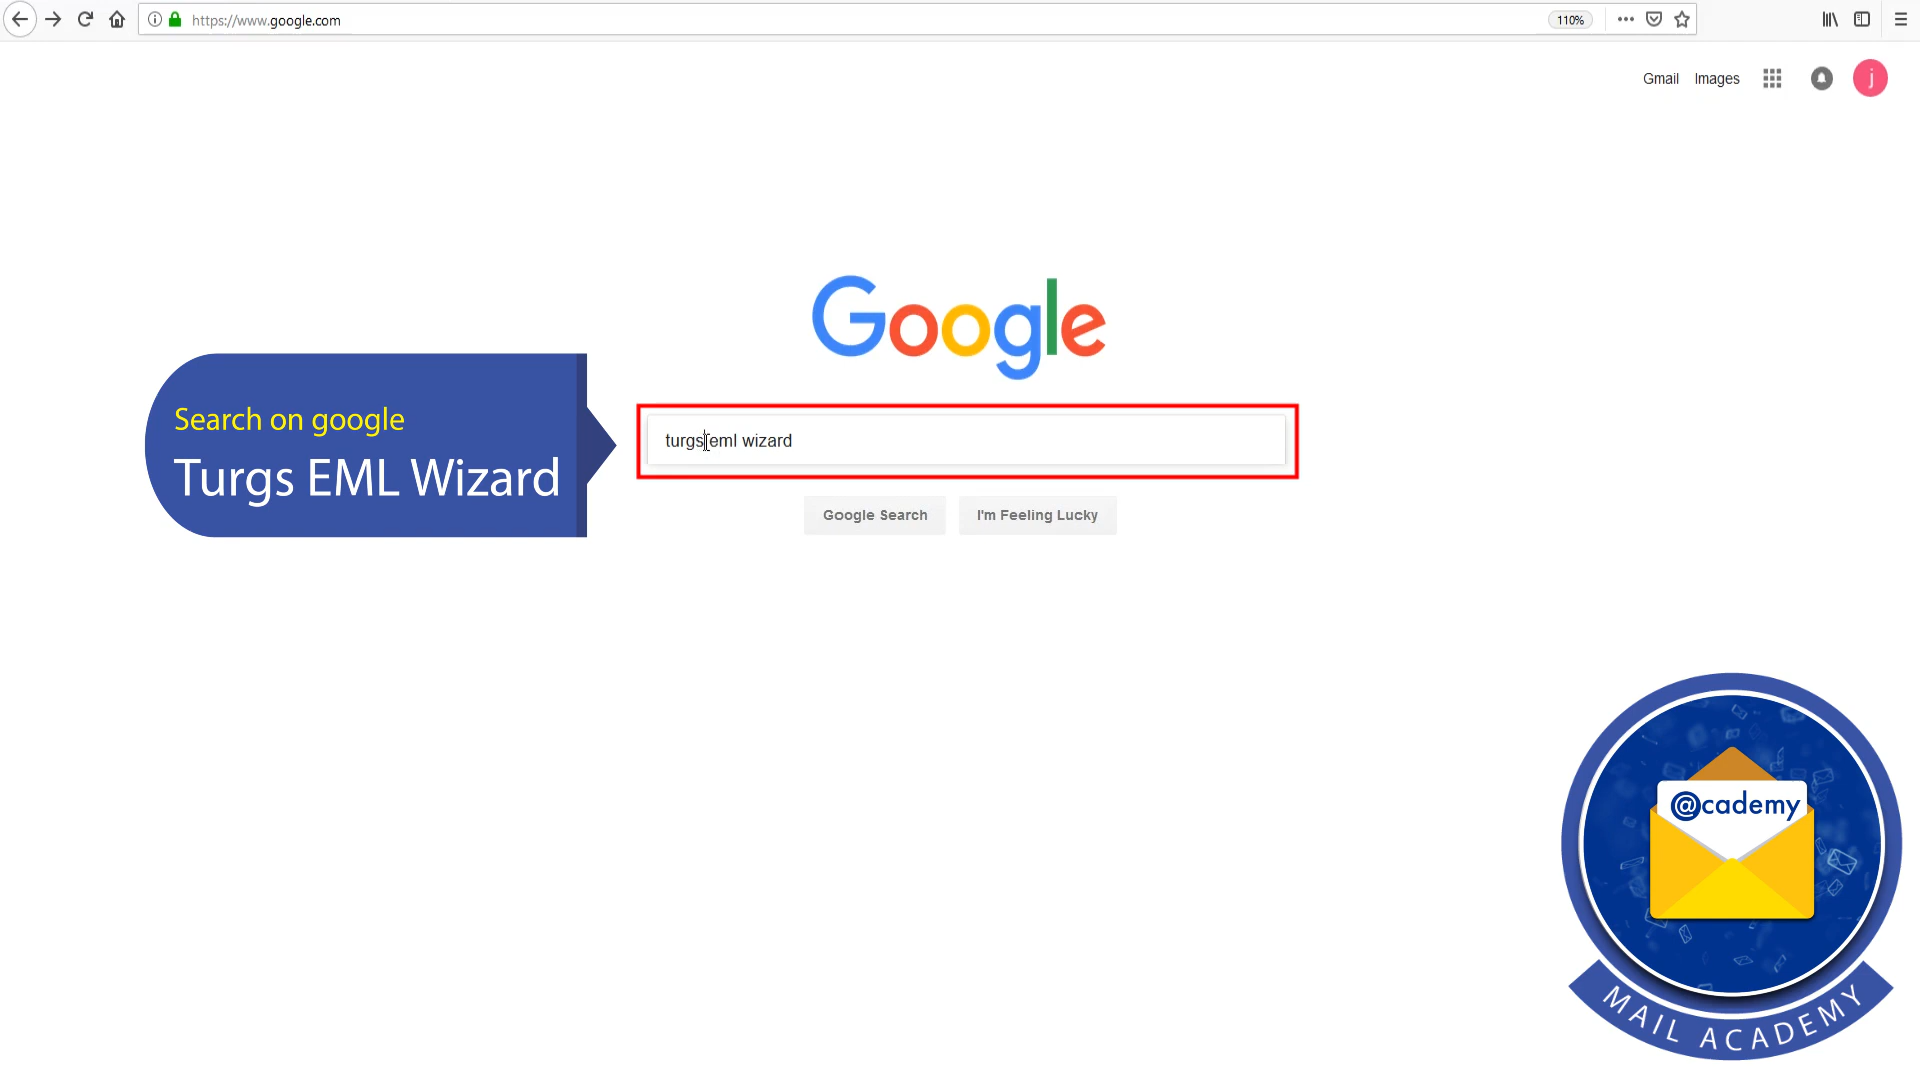 https://www.google.com
110%
Gmail
Images
j
Google
Search on google
Turgs EML Wizard
turgs eml wizard
Google Search
I'm Feeling Lucky
@cademy
MAIL ACADEMY